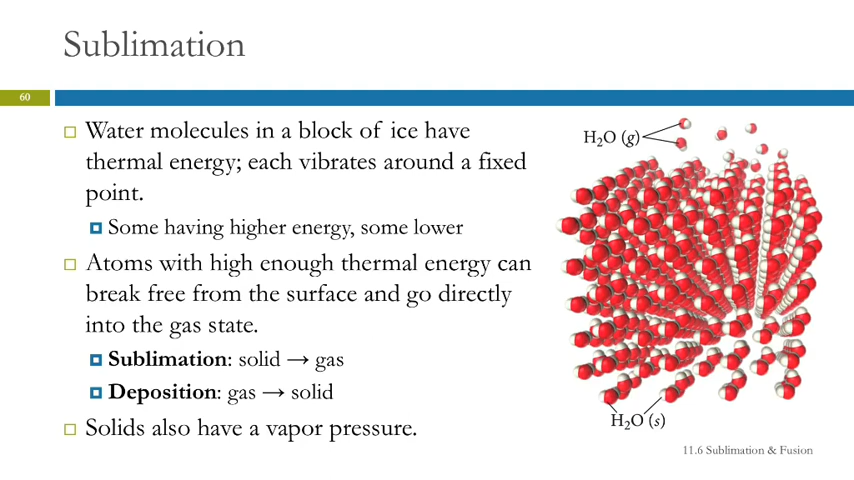 Sublimation
60
Water molecules in a block of ice have
thermal energy; each vibrates around a fixed
point.
Some having higher energy, some lower
Atoms with high enough thermal energy can
break free from the surface and go directly
into the gas state.
Sublimation: solid → gas
Deposition: gas → solid
Solids also have a vapor pressure.
H₂O (g)
H₂O (s)
11.6 Sublimation & Fusion